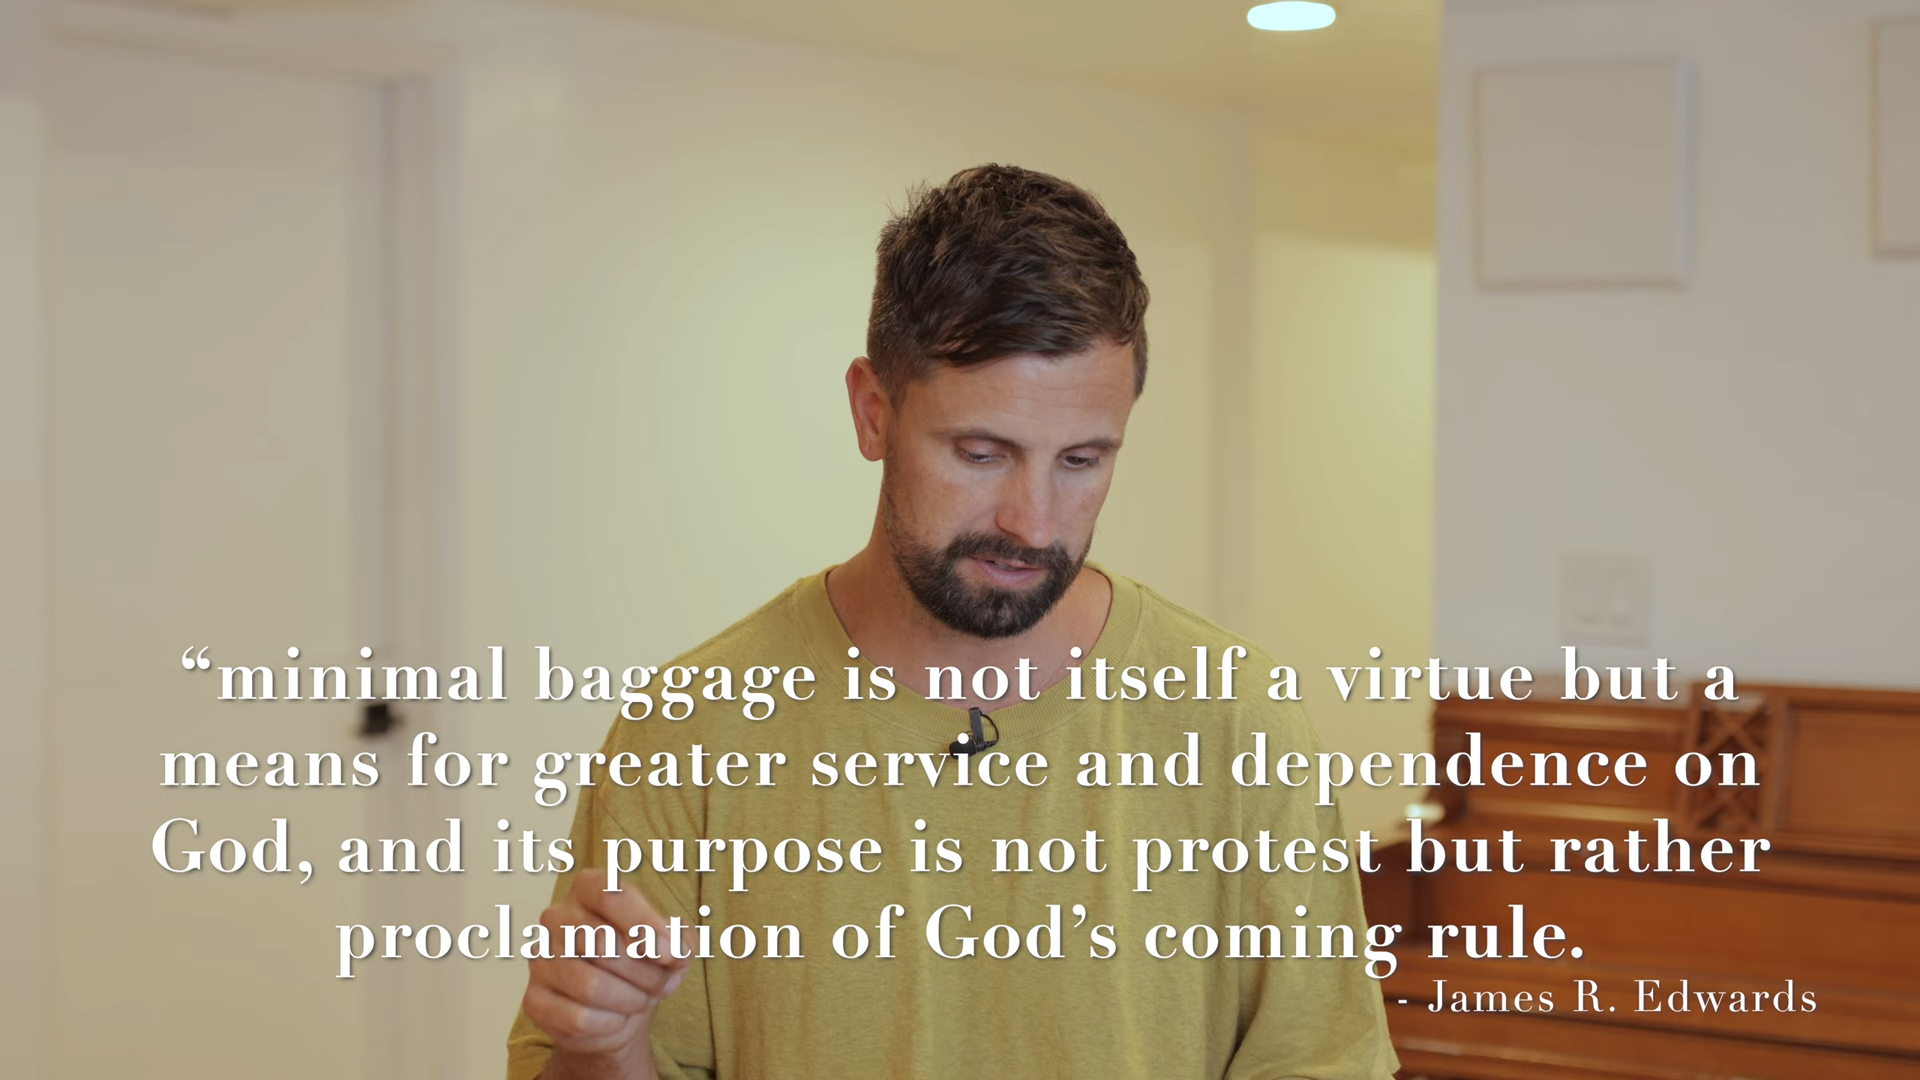 “minimal baggage is not itself a virtue but a
means for greater service and dependence on
God, and its purpose is not protest but rather
proclamation of God’s coming rule.
- James R. Edwards